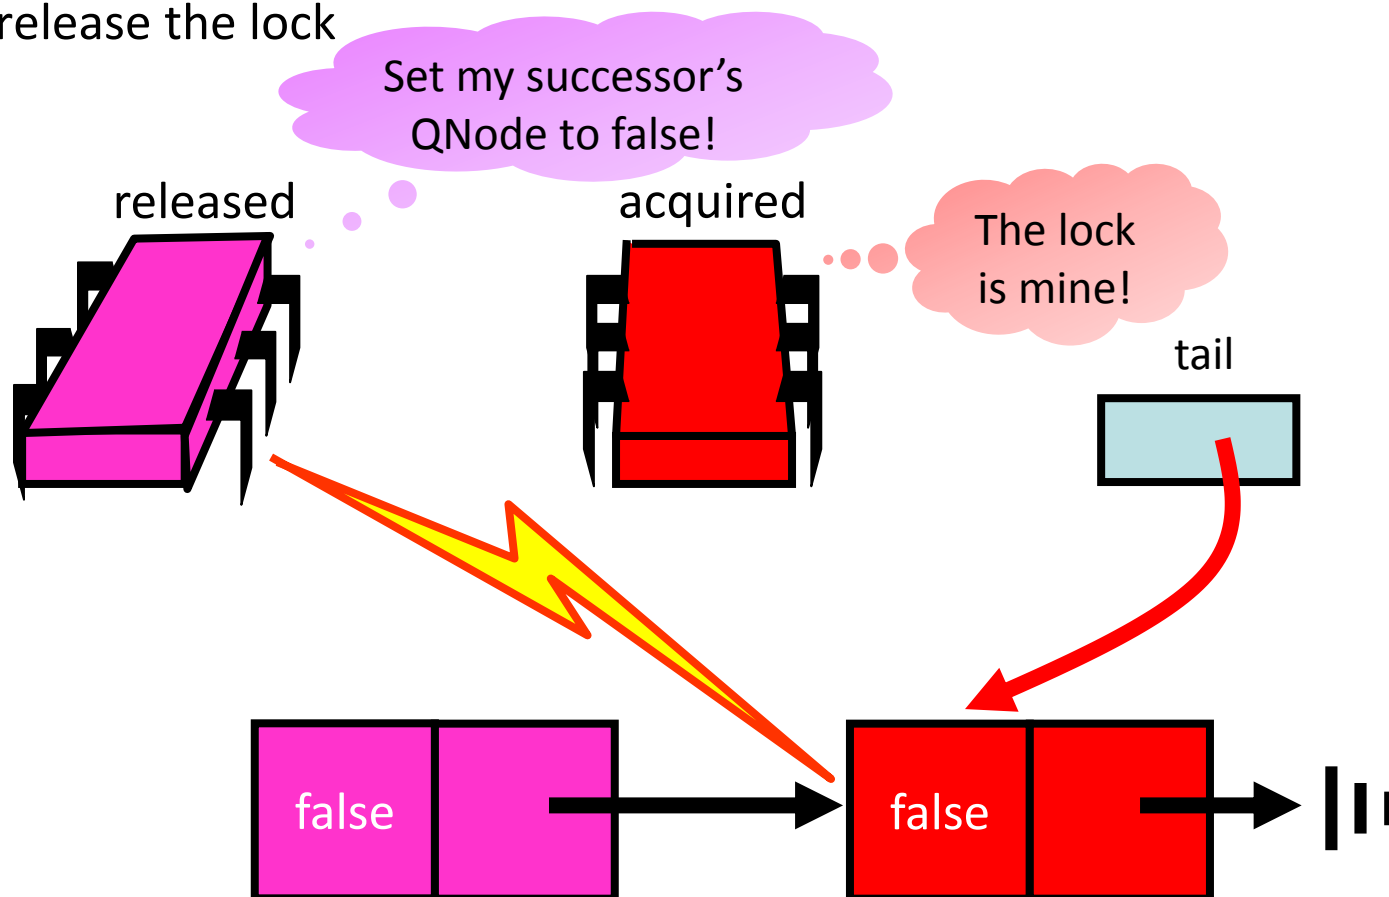 release the lock
Set my successor’s
QNode to false!
released
acquired
The lock
is mine!
tail
false
false